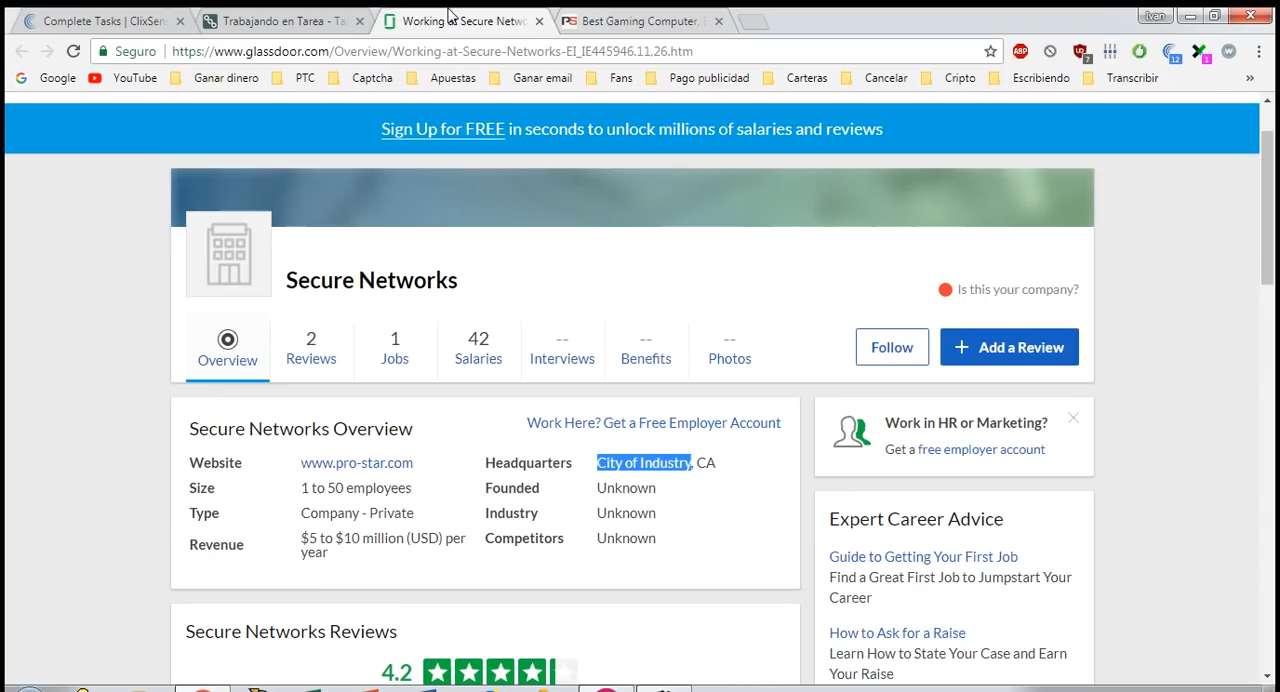 Complete Tasks | ClixSens
Trabajando en Tarea - Ta
Working at Secure Netwo
PS Best Gaming Computer,
Ivan
Seguro
https://www.glassdoor.com/Overview/Working-at-Secure-Networks-EI_IE445946.11.26.htm
ABP
7
12
1
W
G Google
YouTube
Ganar dinero
PTC
Captcha
Apuestas
Ganar email
Fans
Pago publicidad
Carteras
Cancelar
Cripto
Escribiendo
Transcribir
»
Sign Up for FREE in seconds to unlock millions of salaries and reviews
Secure Networks
Is this your company?
Overview
2 Reviews
1 Jobs
42 Salaries
-- Interviews
-- Benefits
-- Photos
Follow
+ Add a Review
Secure Networks Overview
Work Here? Get a Free Employer Account
Website www.pro-star.com
Headquarters City of Industry, CA
Size 1 to 50 employees
Founded Unknown
Type Company - Private
Industry Unknown
Revenue $5 to $10 million (USD) per
year
Competitors Unknown
Secure Networks Reviews
4.2
Work in HR or Marketing?
Get a free employer account
Expert Career Advice
Guide to Getting Your First Job
Find a Great First Job to Jumpstart Your
Career
How to Ask for a Raise
Learn How to State Your Case and Earn
Your Raise